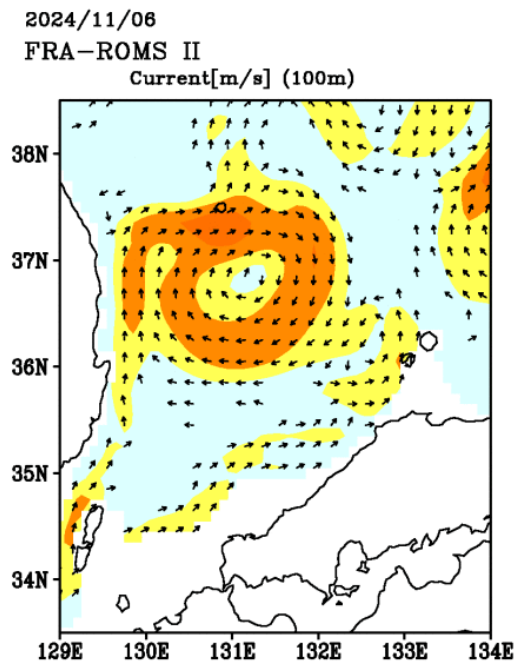 2024/11/06
FRA-ROMS II
Current[m/s] (100m)
38N
37N
36N
35N
34N
129E 130E 131E 132E 133E 134E